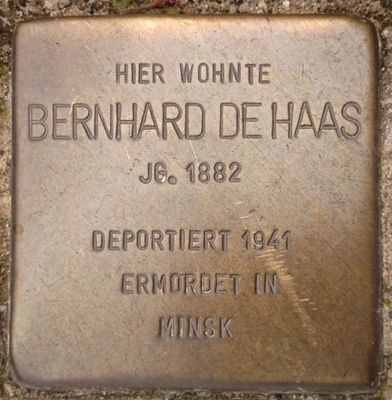 HIER WOHNTE
BERNHARD DE HAAS
JG. 1882
DEPORTIERT 1941
ERMORDET IN
MINSK